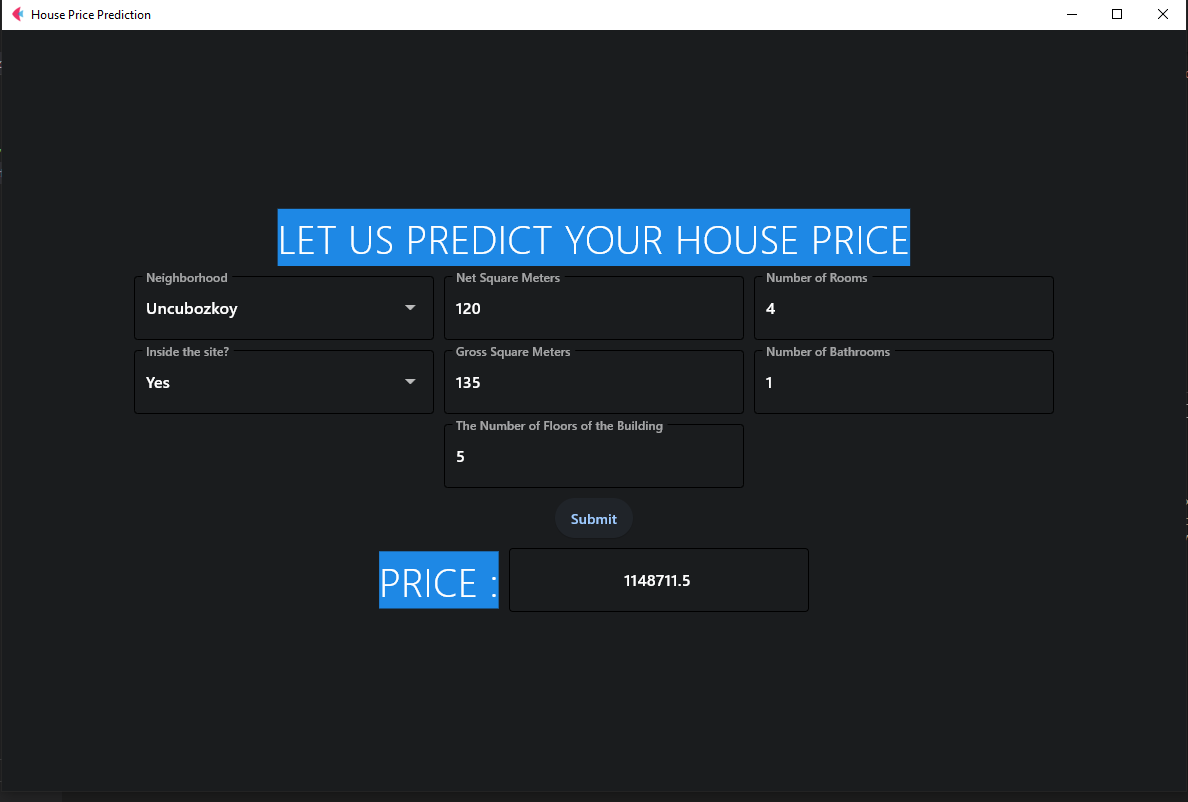 House Price Prediction
LET US PREDICT YOUR HOUSE PRICE
Neighborhood
Uncubozkoy
Net Square Meters
120
Number of Rooms
4
Inside the site?
Yes
Gross Square Meters
135
Number of Bathrooms
1
The Number of Floors of the Building
5
Submit
PRICE :
1148711.5